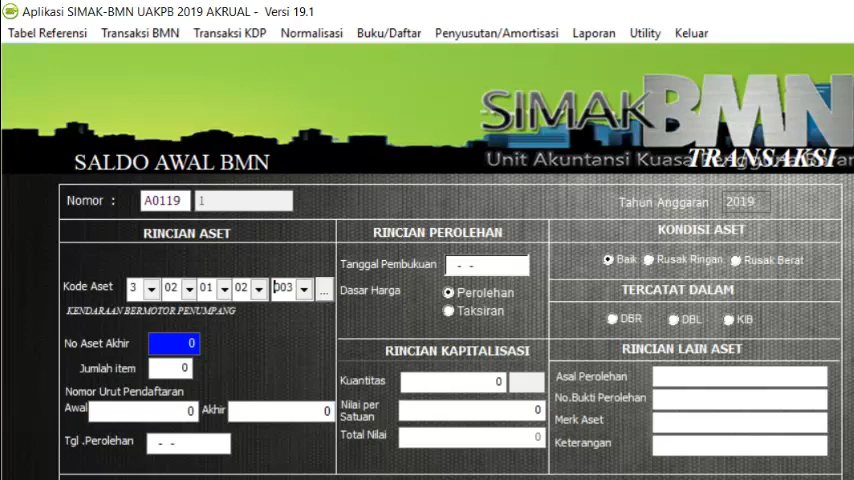 Aplikasi SIMAK-BMN UAKPB 2019 AKRUAL - Versi 19.1
Tabel Referensi Transaksi BMN Transaksi KDP Normalisasi Buku/Daftar Penyusutan/Amortisasi Laporan Utility Keluar
SIMAK BMN
Unit Akuntansi Kuasa
TRANSAKSI
SALDO AWAL BMN
Nomor : A0119 1
Tahun Anggaran 2019
RINCIAN ASET
Kode Aset 3 02 01 02 003 ...
KENDARAAN BERMOTOR PENUMPANG
No Aset Akhir 0
Jumlah item 0
Nomor Urut Pendaftaran
Awal 0 Akhir 0
Tgl .Perolehan - -
RINCIAN PEROLEHAN
Tanggal Pembukuan - -
Dasar Harga Perolehan
Taksiran
RINCIAN KAPITALISASI
Kuantitas 0
Nilai per
Satuan 0
Total Nilai 0
KONDISI ASET
Baik Rusak Ringan Rusak Berat
TERCATAT DALAM
DBR DBL KIB
RINCIAN LAIN ASET
Asal Perolehan
No.Bukti Perolehan
Merk Aset
Keterangan